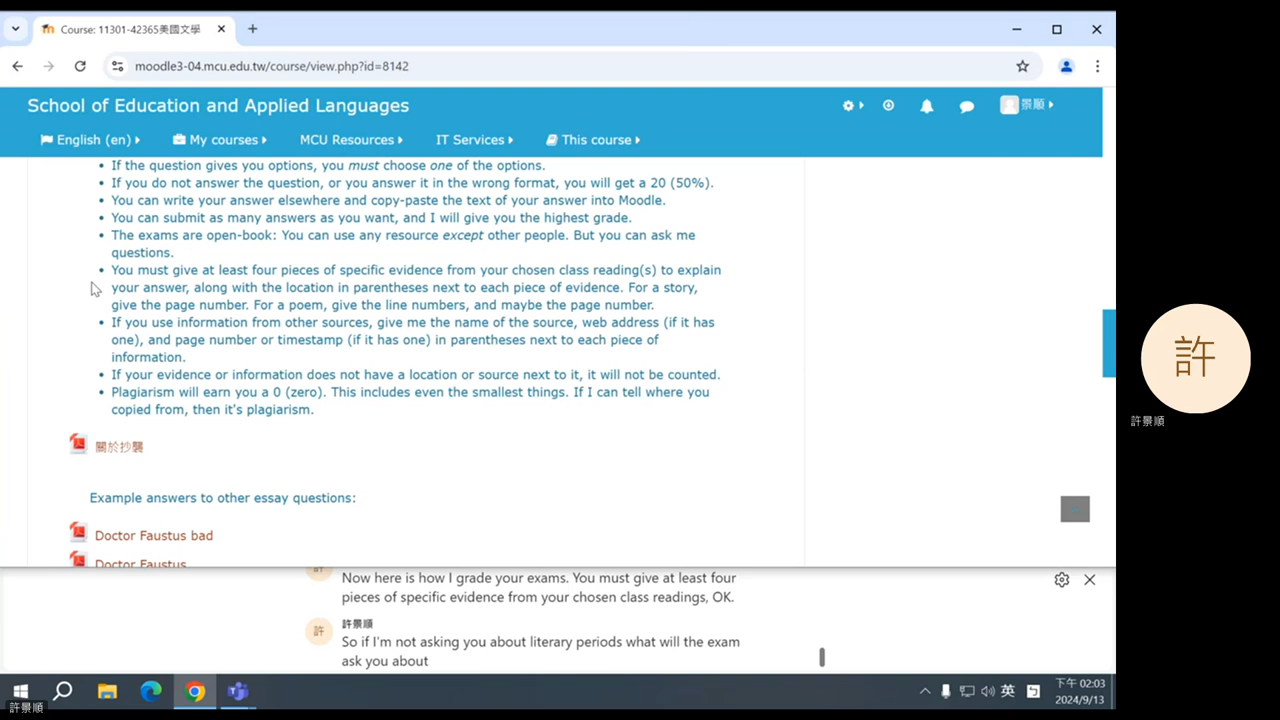 Course: 11301-42365美國文學
moodle3-04.mcu.edu.tw/course/view.php?id=8142
School of Education and Applied Languages
景順
English (en)
My courses
MCU Resources
IT Services
This course
• If the question gives you options, you must choose one of the options.
• If you do not answer the question, or you answer it in the wrong format, you will get a 20 (50%).
• You can write your answer elsewhere and copy-paste the text of your answer into Moodle.
• You can submit as many answers as you want, and I will give you the highest grade.
• The exams are open-book: You can use any resource except other people. But you can ask me
questions.
• You must give at least four pieces of specific evidence from your chosen class reading(s) to explain
your answer, along with the location in parentheses next to each piece of evidence. For a story,
give the page number. For a poem, give the line numbers, and maybe the page number.
• If you use information from other sources, give me the name of the source, web address (if it has
one), and page number or timestamp (if it has one) in parentheses next to each piece of
information.
• If your evidence or information does not have a location or source next to it, it will not be counted.
• Plagiarism will earn you a 0 (zero). This includes even the smallest things. If I can tell where you
copied from, then it's plagiarism.
關於抄襲
Example answers to other essay questions:
Doctor Faustus bad
Doctor Faustus
許
Now here is how I grade your exams. You must give at least four
pieces of specific evidence from your chosen class readings, OK.
許
許景順
So if I'm not asking you about literary periods what will the exam
ask you about
英
下午 02:03
2024/9/13
許景順
許
許景順